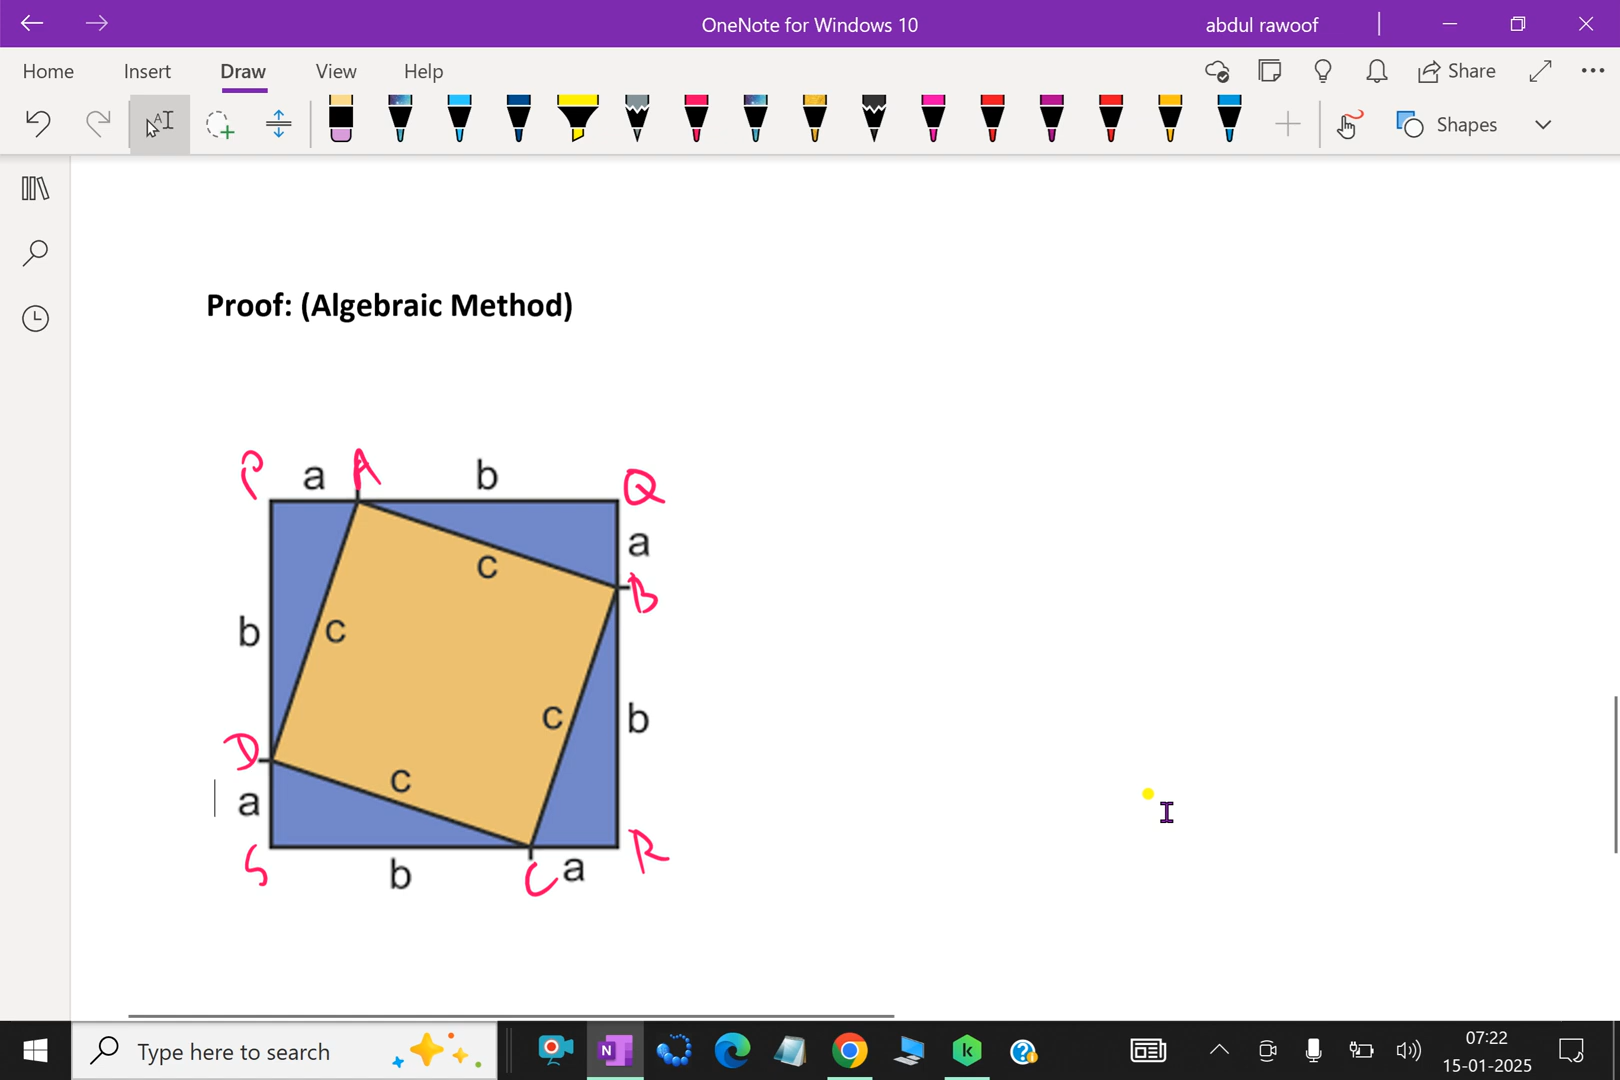 OneNote for Windows 10
abdul rawoof
Home Insert Draw View Help
Share
Shapes
Proof: (Algebraic Method)
P a A b Q
a
c
B
b c
c b
D
c
a
S b C a R
Type here to search
07:22
15-01-2025